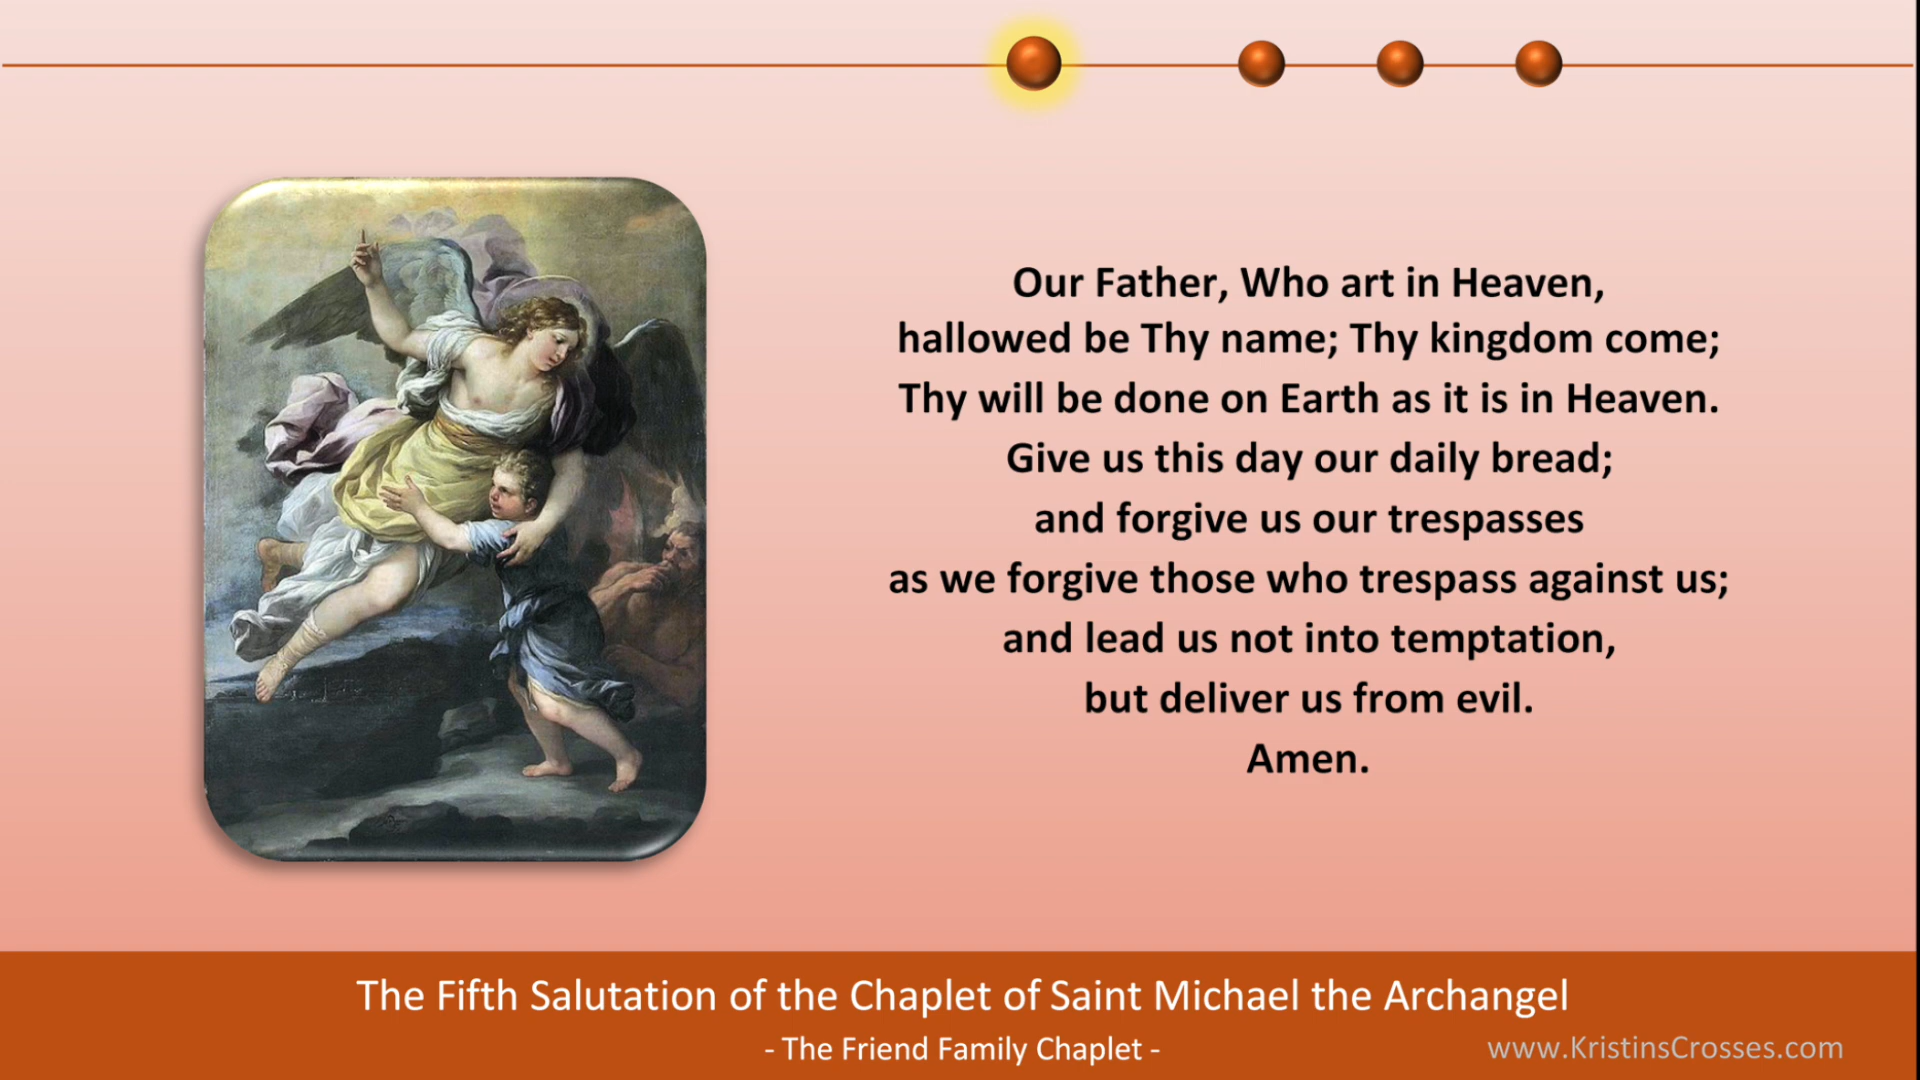 Our Father, Who art in Heaven,
hallowed be Thy name; Thy kingdom come;
Thy will be done on Earth as it is in Heaven.
Give us this day our daily bread;
and forgive us our trespasses
as we forgive those who trespass against us;
and lead us not into temptation,
but deliver us from evil.
Amen.
The Fifth Salutation of the Chaplet of Saint Michael the Archangel
- The Friend Family Chaplet -
www.KristinsCrosses.com